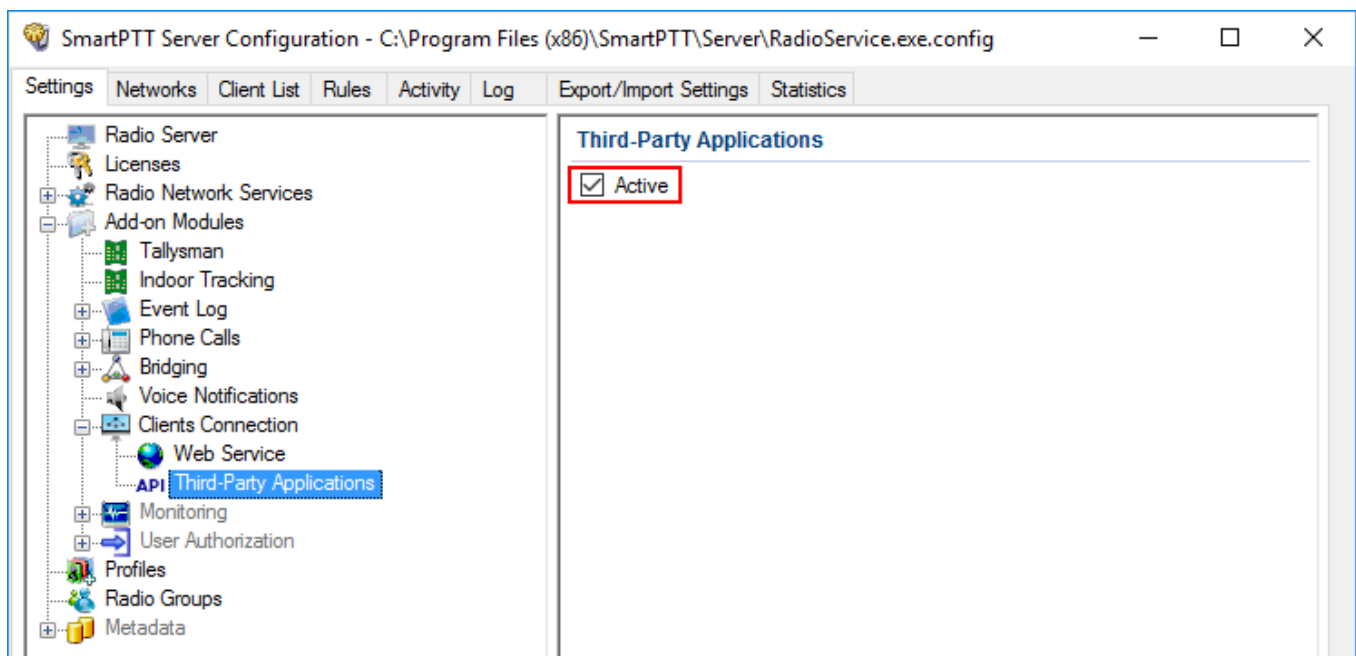 SmartPTT Server Configuration - C:\Program Files (x86)\SmartPTT\Server\RadioService.exe.config
Settings Networks Client List Rules Activity Log Export/Import Settings Statistics
Radio Server
Licenses
Radio Network Services
Add-on Modules
Tallysman
Indoor Tracking
Event Log
Phone Calls
Bridging
Voice Notifications
Clients Connection
Web Service
API Third-Party Applications
Monitoring
User Authorization
Profiles
Radio Groups
Metadata
Third-Party Applications
Active